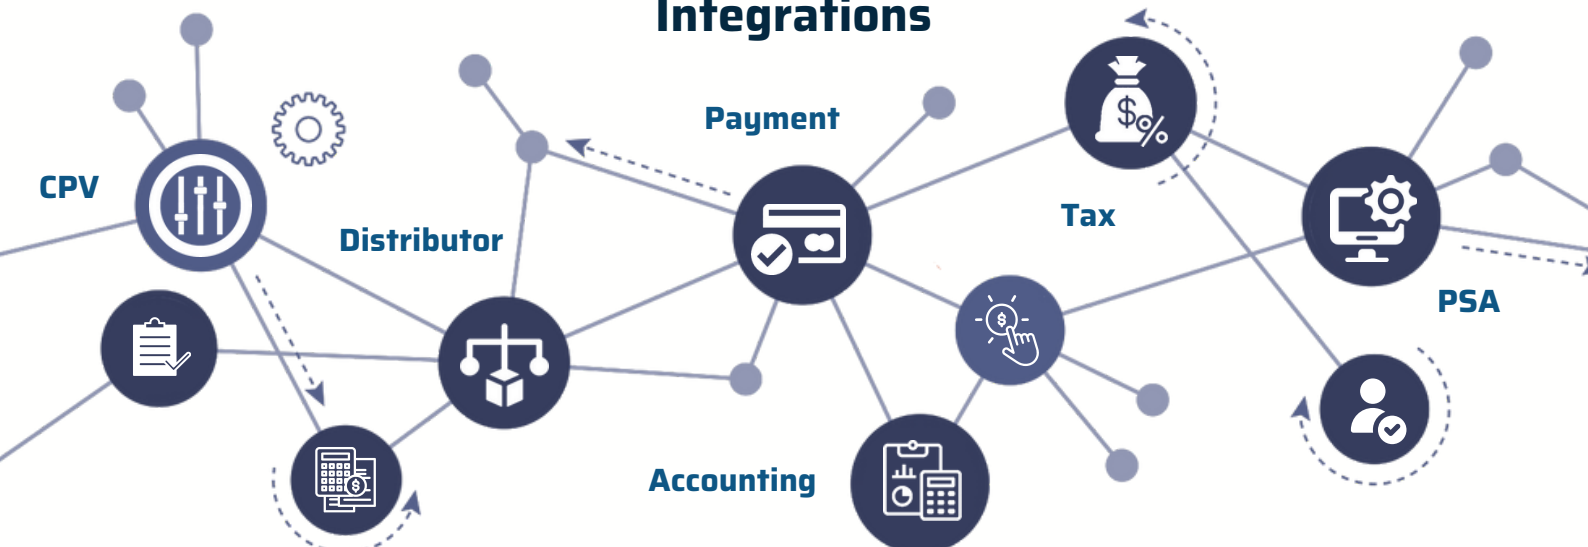 Integrations
Payment
CPV
Tax
Distributor
PSA
Accounting